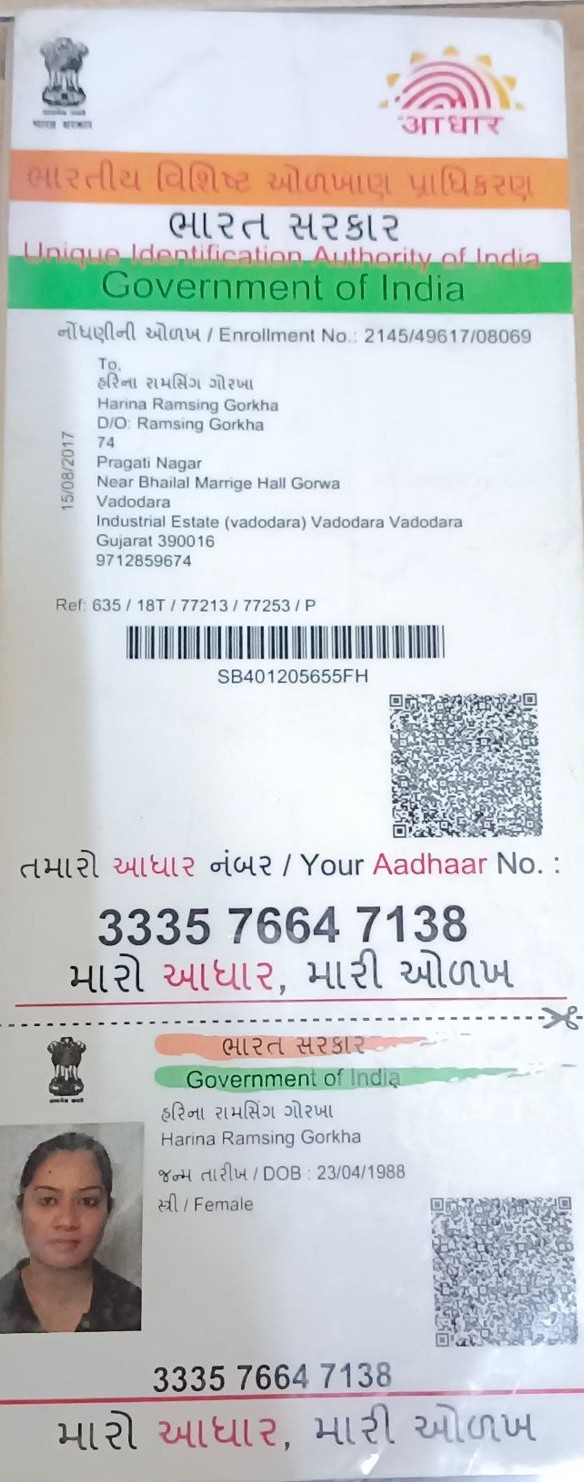 भारत सरकार
आधार
ભારતીય વિશિષ્ટ ઓળખાણ પ્રાધિકરણ
ભારત સરકાર
Unique Identification Authority of India
Government of India
નોંધણીની ઓળખ / Enrollment No.: 2145/49617/08069
To,
હરિના રામસિંગ ગોરખા
Harina Ramsing Gorkha
D/O: Ramsing Gorkha
74
Pragati Nagar
Near Bhailal Marrige Hall Gorwa
Vadodara
Industrial Estate (vadodara) Vadodara Vadodara
Gujarat 390016
9712859674
15/08/2017
Ref: 635 / 18T / 77213 / 77253 / P
SB401205655FH
તમારો આધાર નંબર / Your Aadhaar No. :
3335 7664 7138
મારો આધાર, મારી ઓળખ
ભારત સરકાર
Government of India
હરિના રામસિંગ ગોરખા
Harina Ramsing Gorkha
જન્મ તારીખ / DOB : 23/04/1988
સ્ત્રી / Female
3335 7664 7138
મારો આધાર, મારી ઓળખ